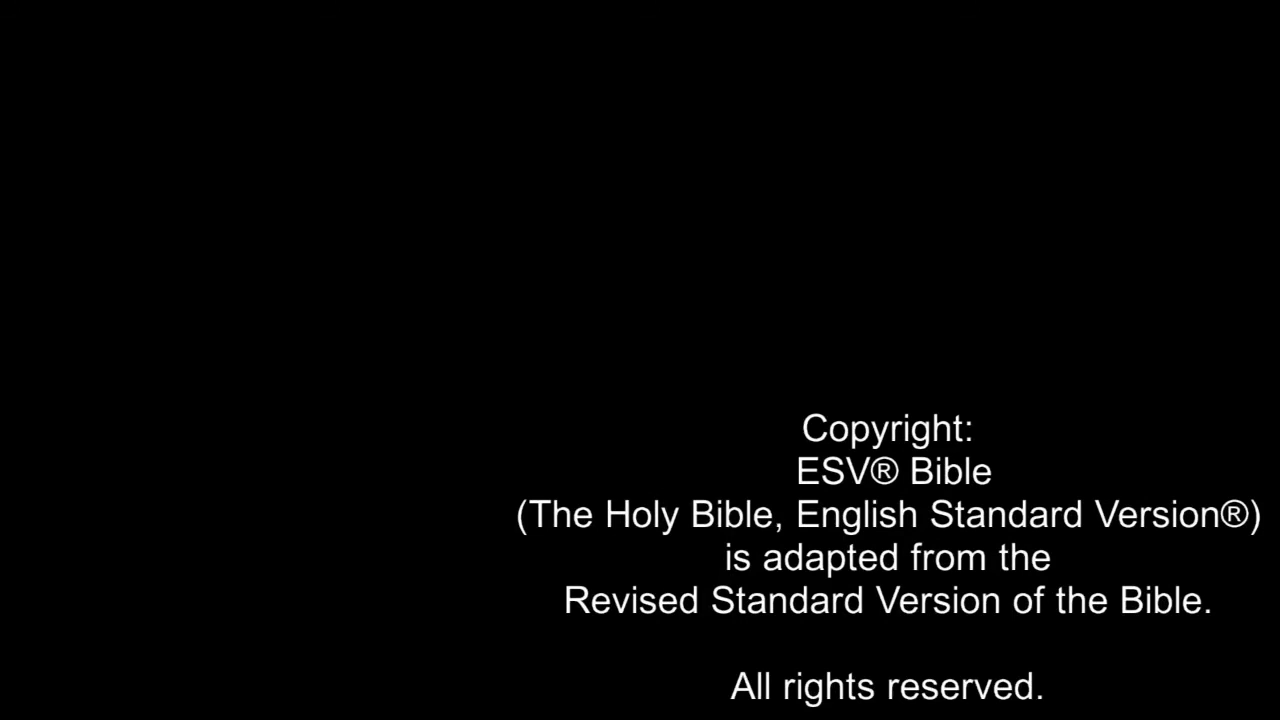 Copyright:
ESV® Bible
(The Holy Bible, English Standard Version®)
is adapted from the
Revised Standard Version of the Bible.
All rights reserved.